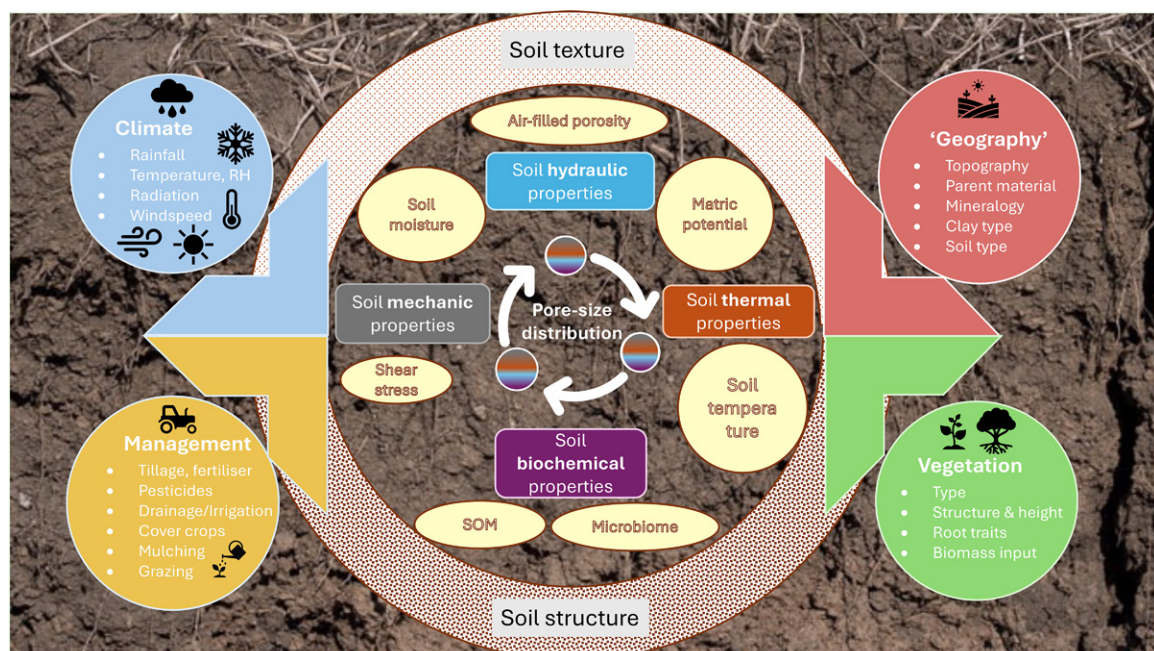 Soil texture
Air-filled porosity
Soil hydraulic
properties
Soil
moisture
Matric
potential
Climate
Rainfall
Temperature, RH
Radiation
Windspeed
'Geography'
Topography
Parent material
Mineralogy
Clay type
Soil type
Soil mechanic
properties
Pore-size
distribution
Soil thermal
properties
Shear
stress
Soil
tempera
ture
Soil
biochemical
properties
SOM
Microbiome
Management
Tillage, fertiliser
Pesticides
Drainage/Irrigation
Cover crops
Mulching
Grazing
Vegetation
Type
Structure & height
Root traits
Biomass input
Soil structure